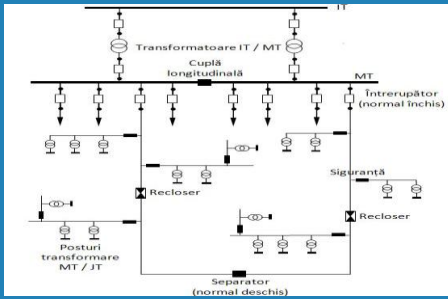 IT
Transformatoare IT / MT
Cuplă
longitudinală
MT
Întrerupător
(normal închis)
Siguranță
Recloser
Recloser
Posturi
transformare
MT / JT
Separator
(normal deschis)